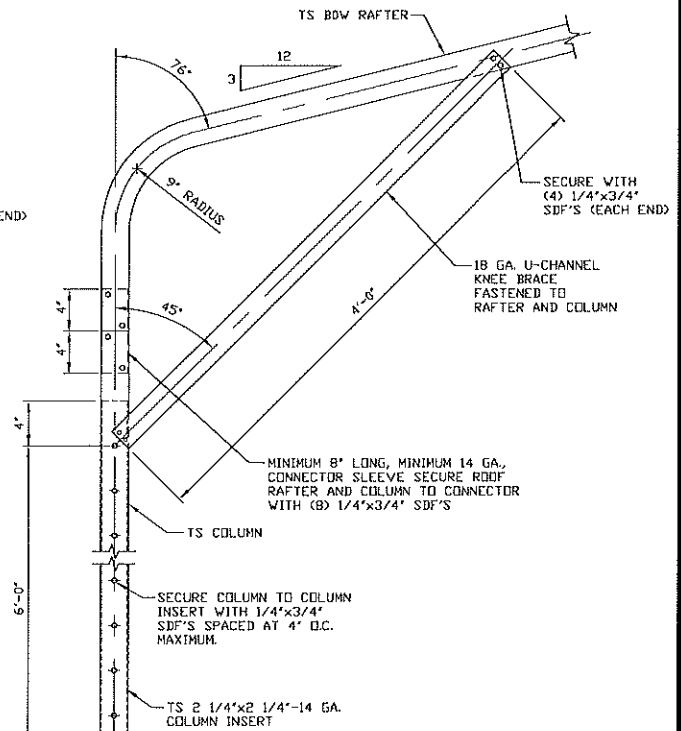 TS BOW RAFTER
12
3
76°
9" RADIUS
END)
SECURE WITH
(4) 1/4"x3/4"
SDF'S (EACH END)
18 GA. U-CHANNEL
KNEE BRACE
FASTENED TO
RAFTER AND COLUMN
4'-0"
45°
4"
4"
4"
MINIMUM 8" LONG, MINIMUM 14 GA.,
CONNECTOR SLEEVE SECURE ROOF
RAFTER AND COLUMN TO CONNECTOR
WITH (8) 1/4"x3/4" SDF'S
TS COLUMN
6'-0"
SECURE COLUMN TO COLUMN
INSERT WITH 1/4"x3/4"
SDF'S SPACED AT 4" O.C.
MAXIMUM.
TS 2 1/4"x2 1/4"-14 GA.
COLUMN INSERT